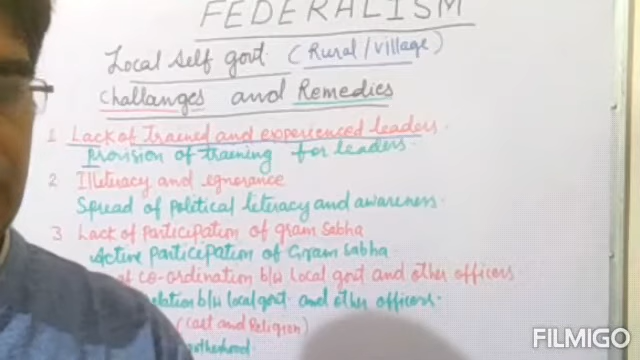 FEDERALISM
Local self govt (Rural/village)
Challanges and Remedies
1 Lack of Trained and experienced leaders.
Provision of training for leaders.
2 Illiteracy and egnorance
Spread of Political literacy and awareness.
3 Lack of Participation of gram sabha
Active participation of Gram sabha
of co-ordination b/w local govt and other officers
relation b/w local govt. and other officers.
(Cast and Religion)
FILMIGO